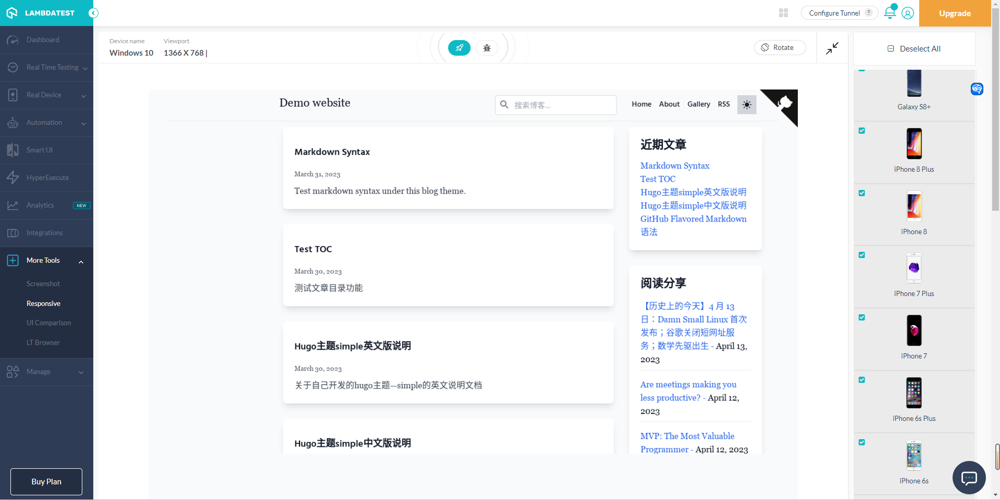 LAMBDATEST
Configure Tunnel ?
Upgrade
Dashboard
Real Time Testing
Real Device
Automation
Smart UI
HyperExecute
Analytics NEW
Integrations
More Tools
Screenshot
Responsive
UI Comparison
LT Browser
Manage
Buy Plan
Device name
Windows 10
Viewport
1366 X 768 |
Rotate
Demo website
搜索博客...
Home About Gallery RSS
Markdown Syntax
March 31, 2023
Test markdown syntax under this blog theme.
Test TOC
March 30, 2023
测试文章目录功能
Hugo主题simple英文版说明
March 30, 2023
关于自己开发的hugo主题—simple的英文说明文档
Hugo主题simple中文版说明
近期文章
Markdown Syntax
Test TOC
Hugo主题simple英文版说明
Hugo主题simple中文版说明
GitHub Flavored Markdown
语法
阅读分享
【历史上的今天】4 月 13
日：Damn Small Linux 首次
发布；谷歌关闭短网址服
务；数学先驱出生 - April 13,
2023
Are meetings making you
less productive? - April 12,
2023
MVP: The Most Valuable
Programmer - April 12, 2023
Deselect All
Galaxy S8+
iPhone 8 Plus
iPhone 8
iPhone 7 Plus
iPhone 7
iPhone 6s Plus
iPhone 6s